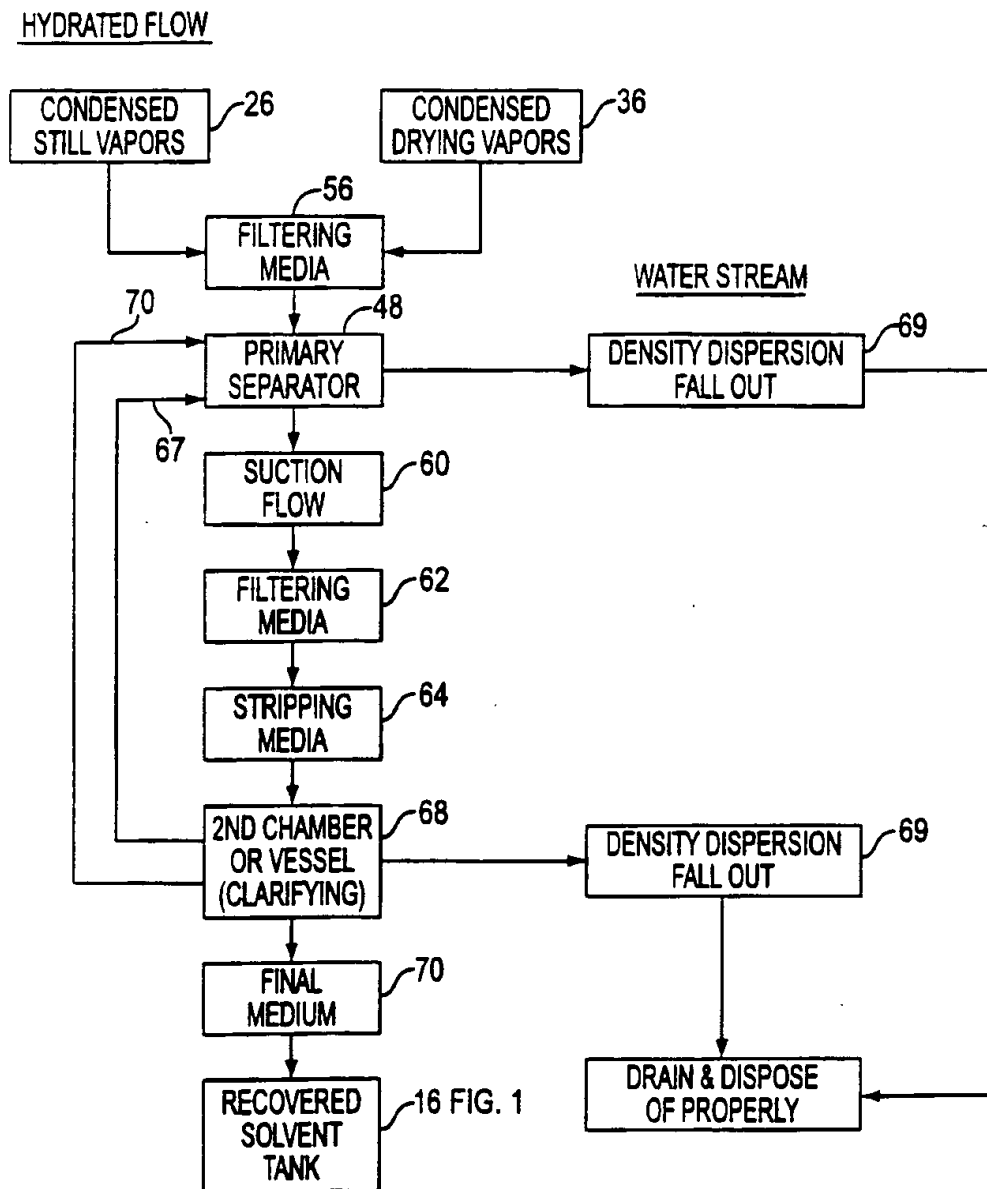 HYDRATED FLOW
CONDENSED
STILL VAPORS
26
CONDENSED
DRYING VAPORS
36
FILTERING
MEDIA
56
WATER STREAM
70
PRIMARY
SEPARATOR
48
DENSITY DISPERSION
FALL OUT
69
67
SUCTION
FLOW
60
FILTERING
MEDIA
62
STRIPPING
MEDIA
64
2ND CHAMBER
OR VESSEL
(CLARIFYING)
68
DENSITY DISPERSION
FALL OUT
69
FINAL
MEDIUM
70
DRAIN & DISPOSE
OF PROPERLY
RECOVERED
SOLVENT
TANK
16 FIG. 1